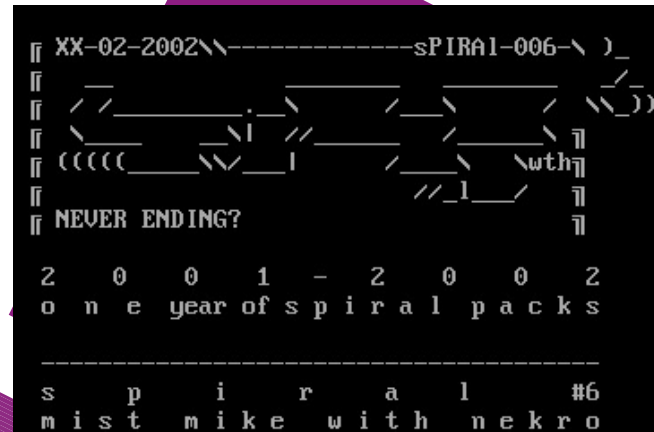 XX-02-2002\\-------------sPIRAl-006-\ )_
wth
NEVER ENDING?
2 0 0 1 - 2 0 0 2
o n e year of s p i r a l p a c k s
s p i r a l #6
m i s t m i k e w i t h n e k r o